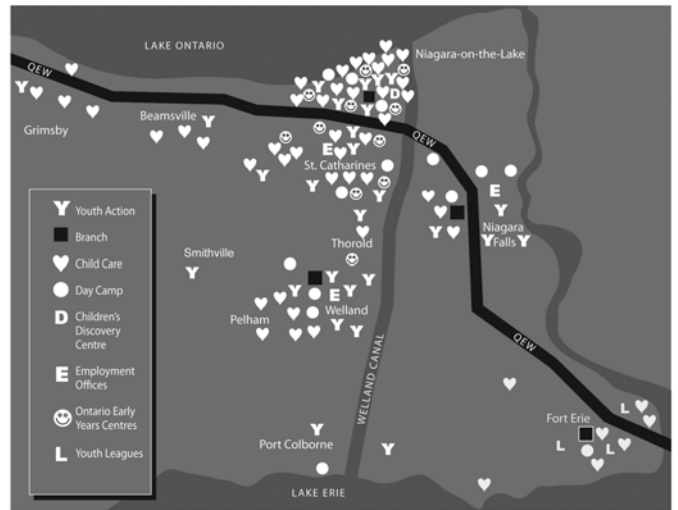 LAKE ONTARIO
Niagara-on-the-Lake
QEW
Y
Grimsby
Beamsville
Y
QEW
Y
Y
Y
Y
Y
D
Y
Y
Y
E
Y
St. Catharines
Y
Y
Y
Y
E
Y
Niagara
Falls
Y
Y
Y
Thorold
Smithville
Y
Y
Y
Y
Y
E
Welland
Pelham
Y
Y
WELLAND CANAL
QEW
Y
Port Colborne
Y
Fort Erie
L
L
L
LAKE ERIE
Y Youth Action
Branch
Child Care
Day Camp
D Children's
Discovery
Centre
E Employment
Offices
Ontario Early
Years Centres
L Youth Leagues